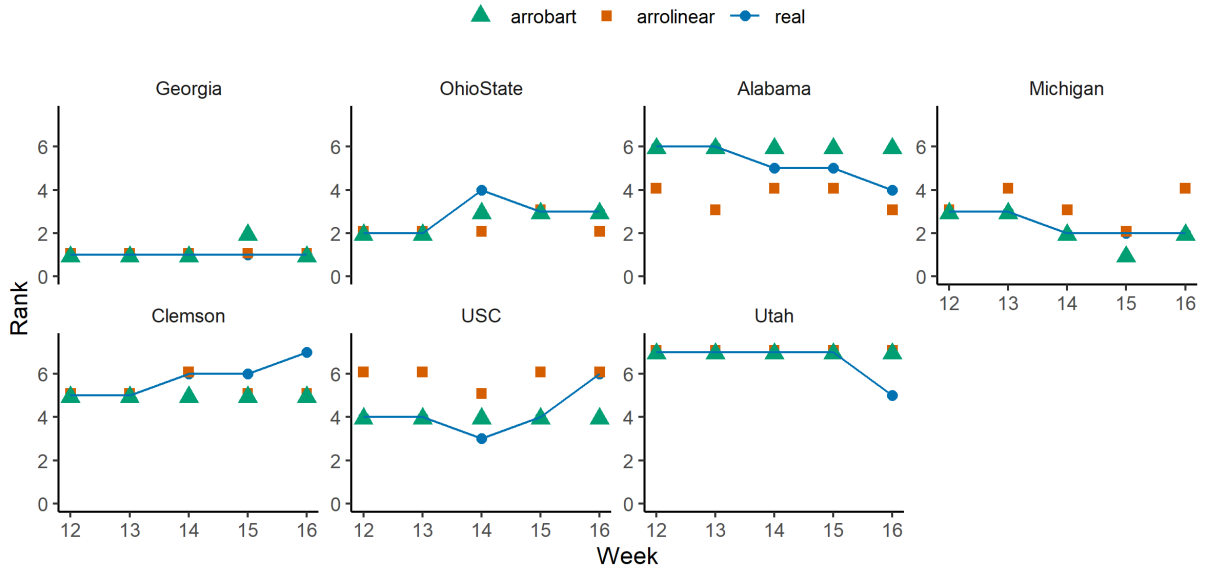 arrobart arrolinear real
Georgia OhioState Alabama Michigan
6 6 6 6
4 4 4 4
2 2 2 2
0 0 0 0
12 13 14 15 16
Rank
Clemson USC Utah
6 6 6
4 4 4
2 2 2
0 0 0
12 13 14 15 16 12 13 14 15 16 12 13 14 15 16
Week